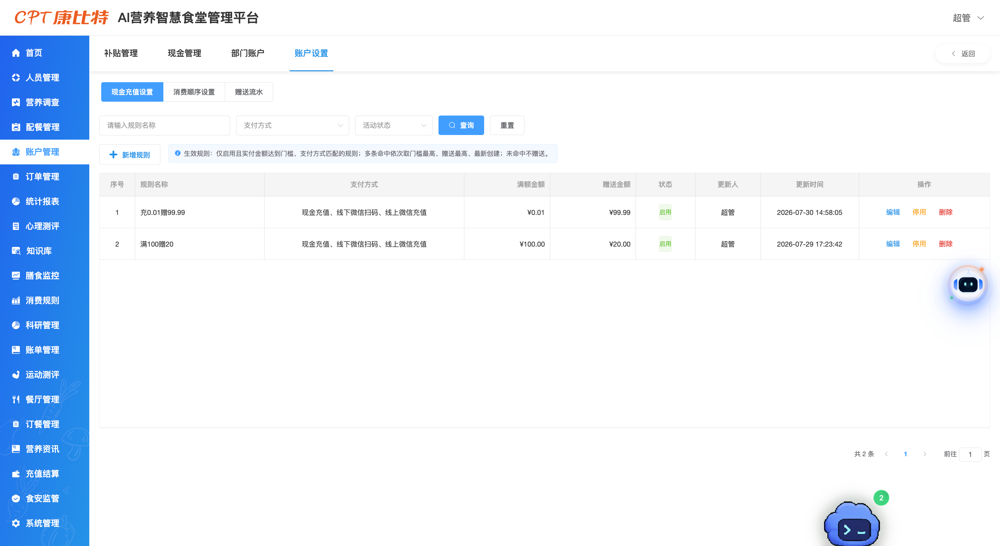 CPT康比特 AI营养智慧食堂管理平台 超管
首页
人员管理
营养调查
配餐管理
账户管理
订单管理
统计报表
心理测评
知识库
膳食监控
消费规则
科研管理
账单管理
运动测评
餐厅管理
订餐管理
营养资讯
充值结算
食安监管
系统管理
补贴管理 现金管理 部门账户 账户设置 返回
现金充值设置 消费顺序设置 赠送流水
请输入规则名称 支付方式 活动状态 查询 重置
新增规则 生效规则：仅启用且实付金额达到门槛、支付方式匹配的规则；多条命中依次取门槛最高、赠送最高、最新创建；未命中不赠送。
序号 规则名称 支付方式 满额金额 赠送金额 状态 更新人 更新时间 操作
1 充0.01赠99.99 现金充值、线下微信扫码、线上微信充值 ¥0.01 ¥99.99 启用 超管 2026-07-30 14:58:05 编辑 停用 删除
2 满100赠20 现金充值、线下微信扫码、线上微信充值 ¥100.00 ¥20.00 启用 超管 2026-07-29 17:23:42 编辑 停用 删除
共 2 条 1 前往 1 页
2